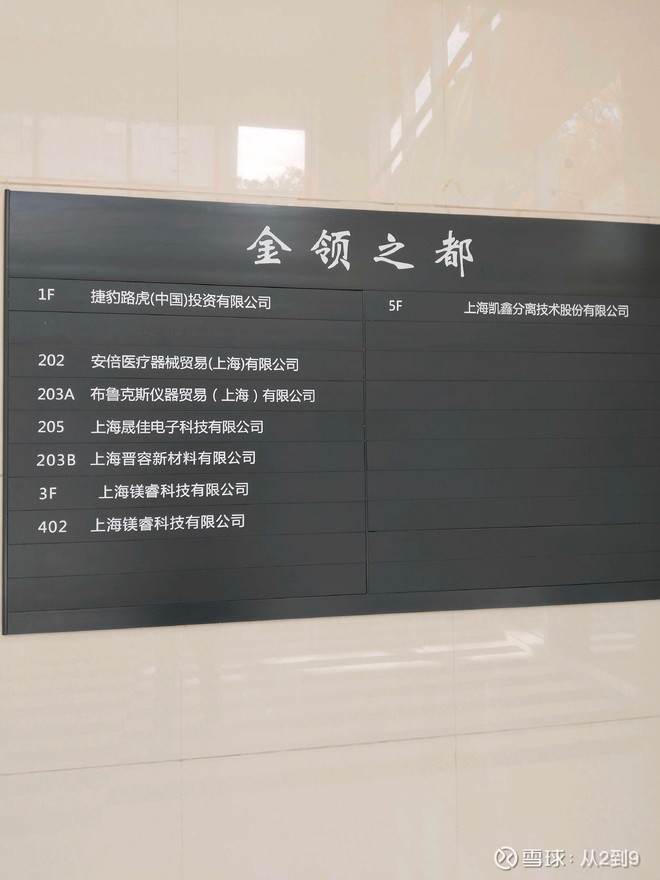 金领之都
1F 捷豹路虎(中国)投资有限公司
202 安倍医疗器械贸易(上海)有限公司
203A 布鲁克斯仪器贸易（上海）有限公司
205 上海晟佳电子科技有限公司
203B 上海晋容新材料有限公司
3F 上海镁睿科技有限公司
402 上海镁睿科技有限公司
5F 上海凯鑫分离技术股份有限公司
雪球：从2到9